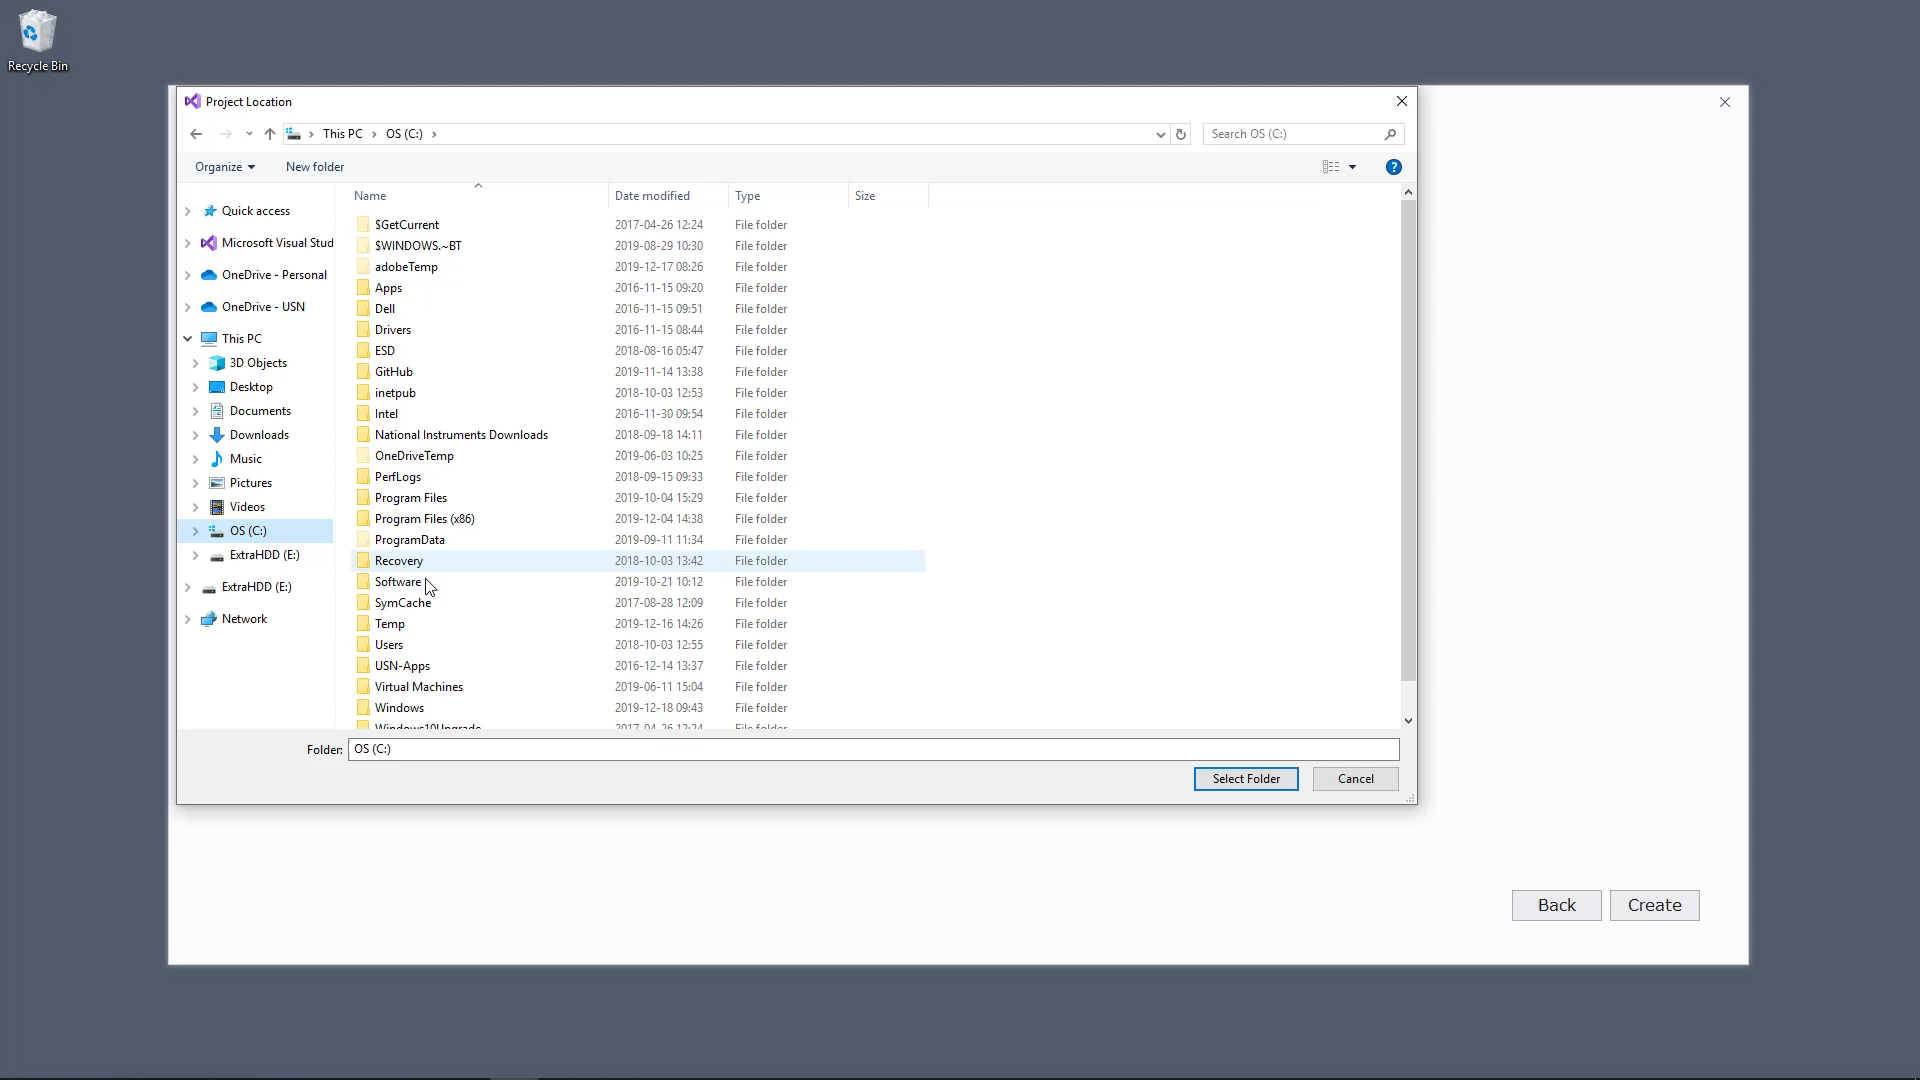 Recycle Bin
Project Location
This PC OS (C:)
Search OS (C:)
Organize New folder
?
Name Date modified Type Size
Quick access
Microsoft Visual Stud
OneDrive - Personal
OneDrive - USN
This PC
3D Objects
Desktop
Documents
Downloads
Music
Pictures
Videos
OS (C:)
ExtraHDD (E:)
ExtraHDD (E:)
Network
$GetCurrent 2017-04-26 12:24 File folder
$WINDOWS.~BT 2019-08-29 10:30 File folder
adobeTemp 2019-12-17 08:26 File folder
Apps 2016-11-15 09:20 File folder
Dell 2016-11-15 09:51 File folder
Drivers 2016-11-15 08:44 File folder
ESD 2018-08-16 05:47 File folder
GitHub 2019-11-14 13:38 File folder
inetpub 2018-10-03 12:53 File folder
Intel 2016-11-30 09:54 File folder
National Instruments Downloads 2018-09-18 14:11 File folder
OneDriveTemp 2019-06-03 10:25 File folder
PerfLogs 2018-09-15 09:33 File folder
Program Files 2019-10-04 15:29 File folder
Program Files (x86) 2019-12-04 14:38 File folder
ProgramData 2019-09-11 11:34 File folder
Recovery 2018-10-03 13:42 File folder
Software 2019-10-21 10:12 File folder
SymCache 2017-08-28 12:09 File folder
Temp 2019-12-16 14:26 File folder
Users 2018-10-03 12:55 File folder
USN-Apps 2016-12-14 13:37 File folder
Virtual Machines 2019-06-11 15:04 File folder
Windows 2019-12-18 09:43 File folder
Windows10Upgrade 2017-04-26 12:24 File folder
Folder: OS (C:)
Select Folder Cancel
Back Create